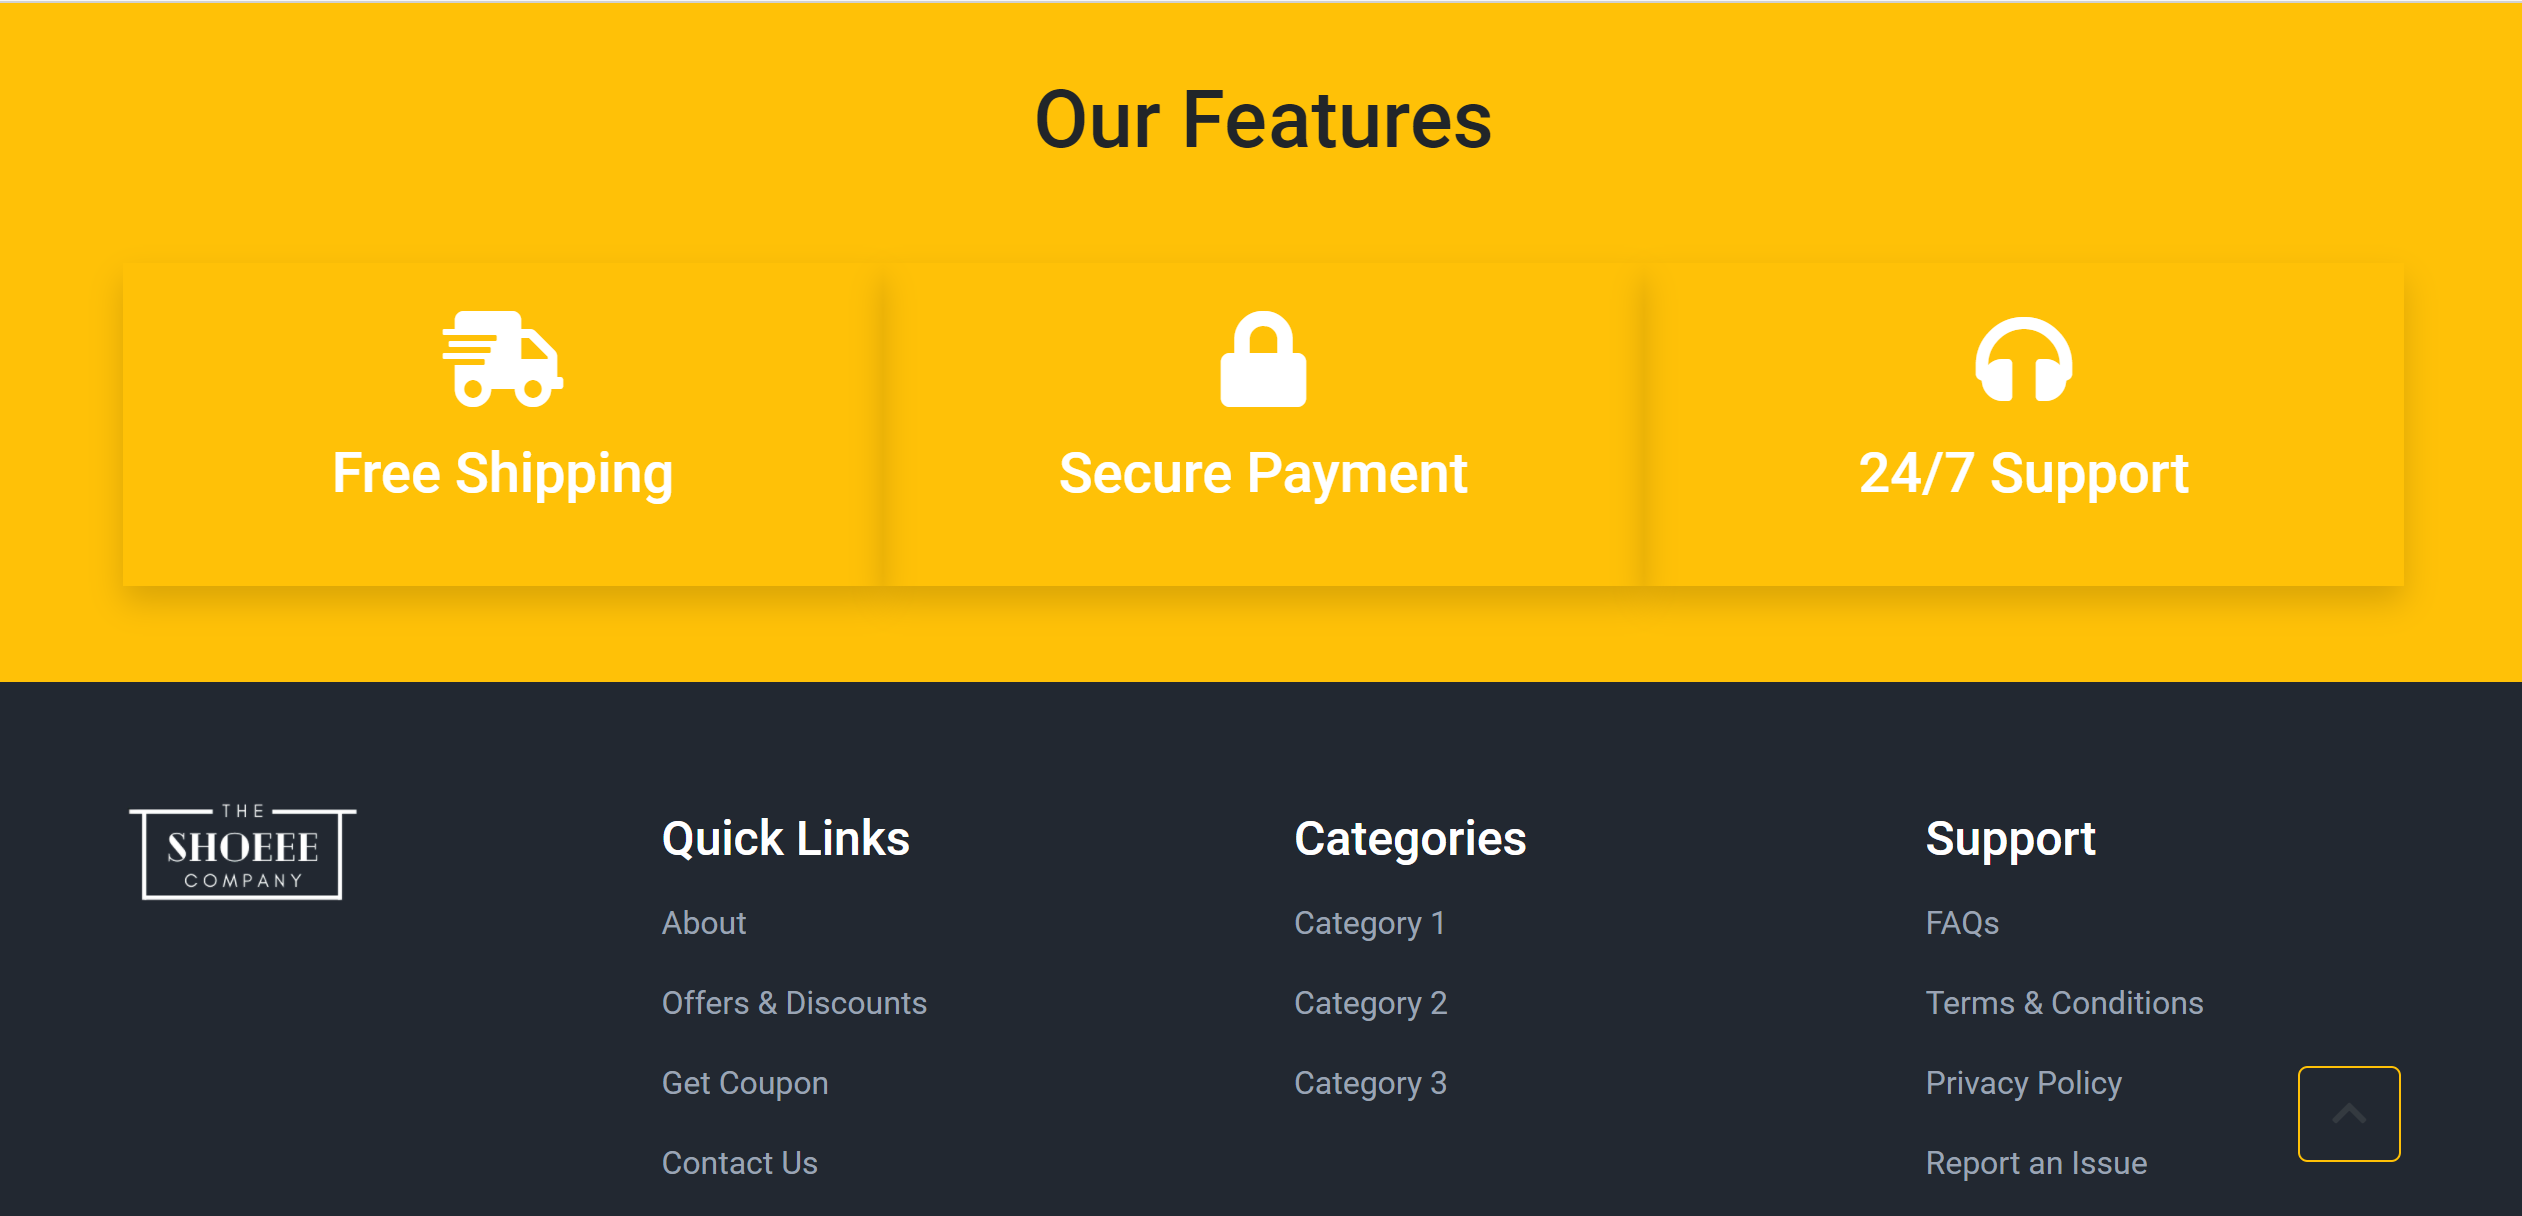 Our Features
Free Shipping
Secure Payment
24/7 Support
THE
SHOEEE
COMPANY
Quick Links
About
Offers & Discounts
Get Coupon
Contact Us
Categories
Category 1
Category 2
Category 3
Support
FAQs
Terms & Conditions
Privacy Policy
Report an Issue